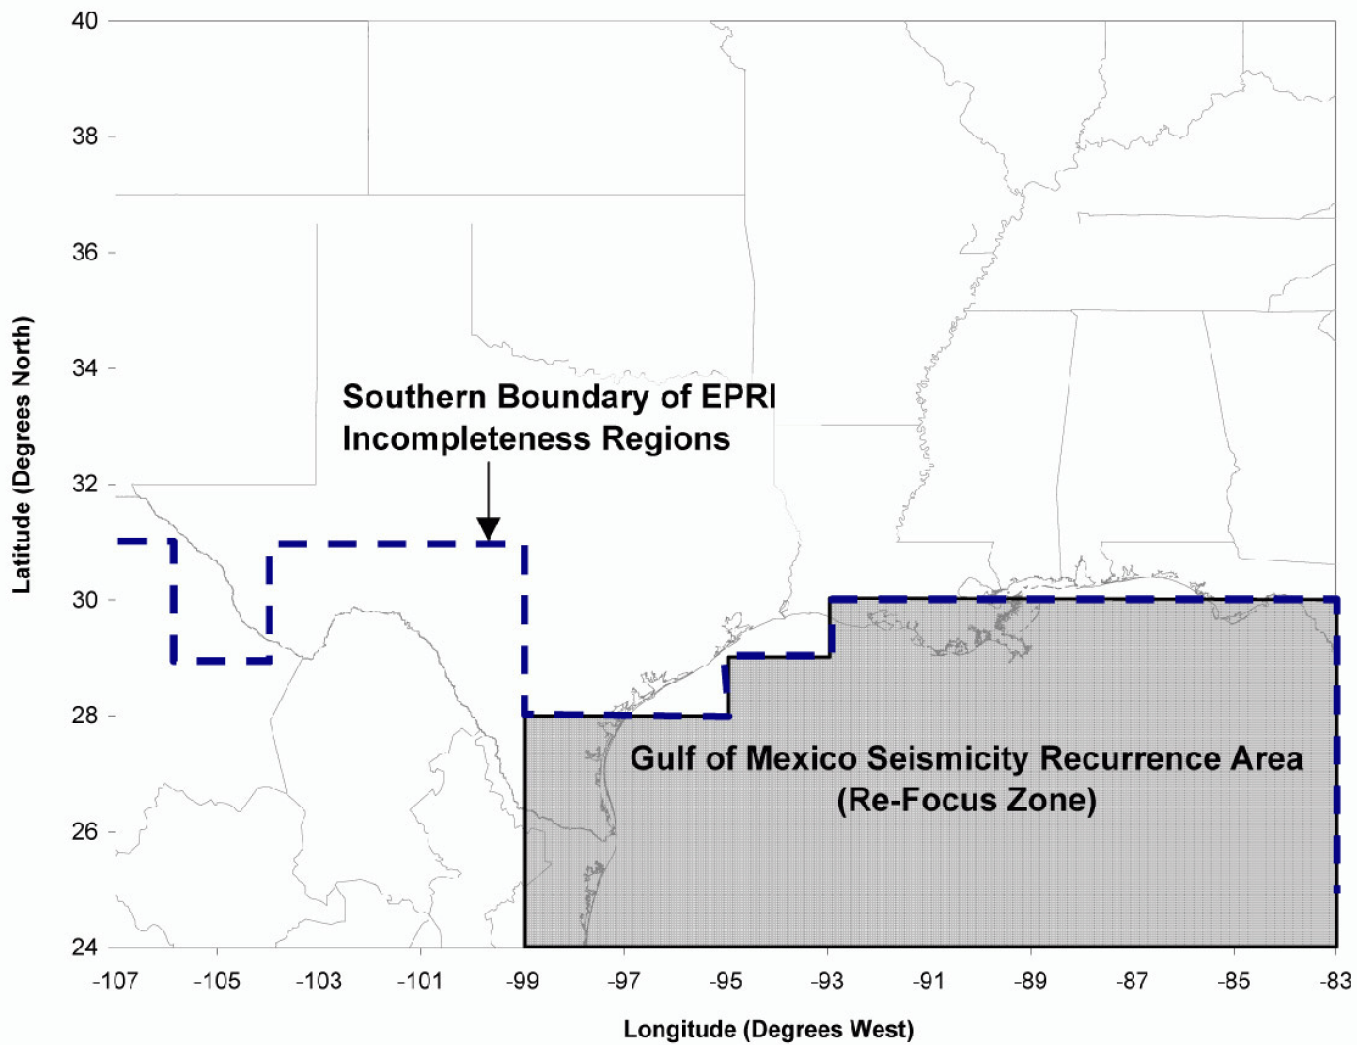 40
38
36
34
32
30
28
26
24
Latitude (Degrees North)
Southern Boundary of EPRI
Incompleteness Regions
Gulf of Mexico Seismicity Recurrence Area
(Re-Focus Zone)
-107 -105 -103 -101 -99 -97 -95 -93 -91 -89 -87 -85 -83
Longitude (Degrees West)